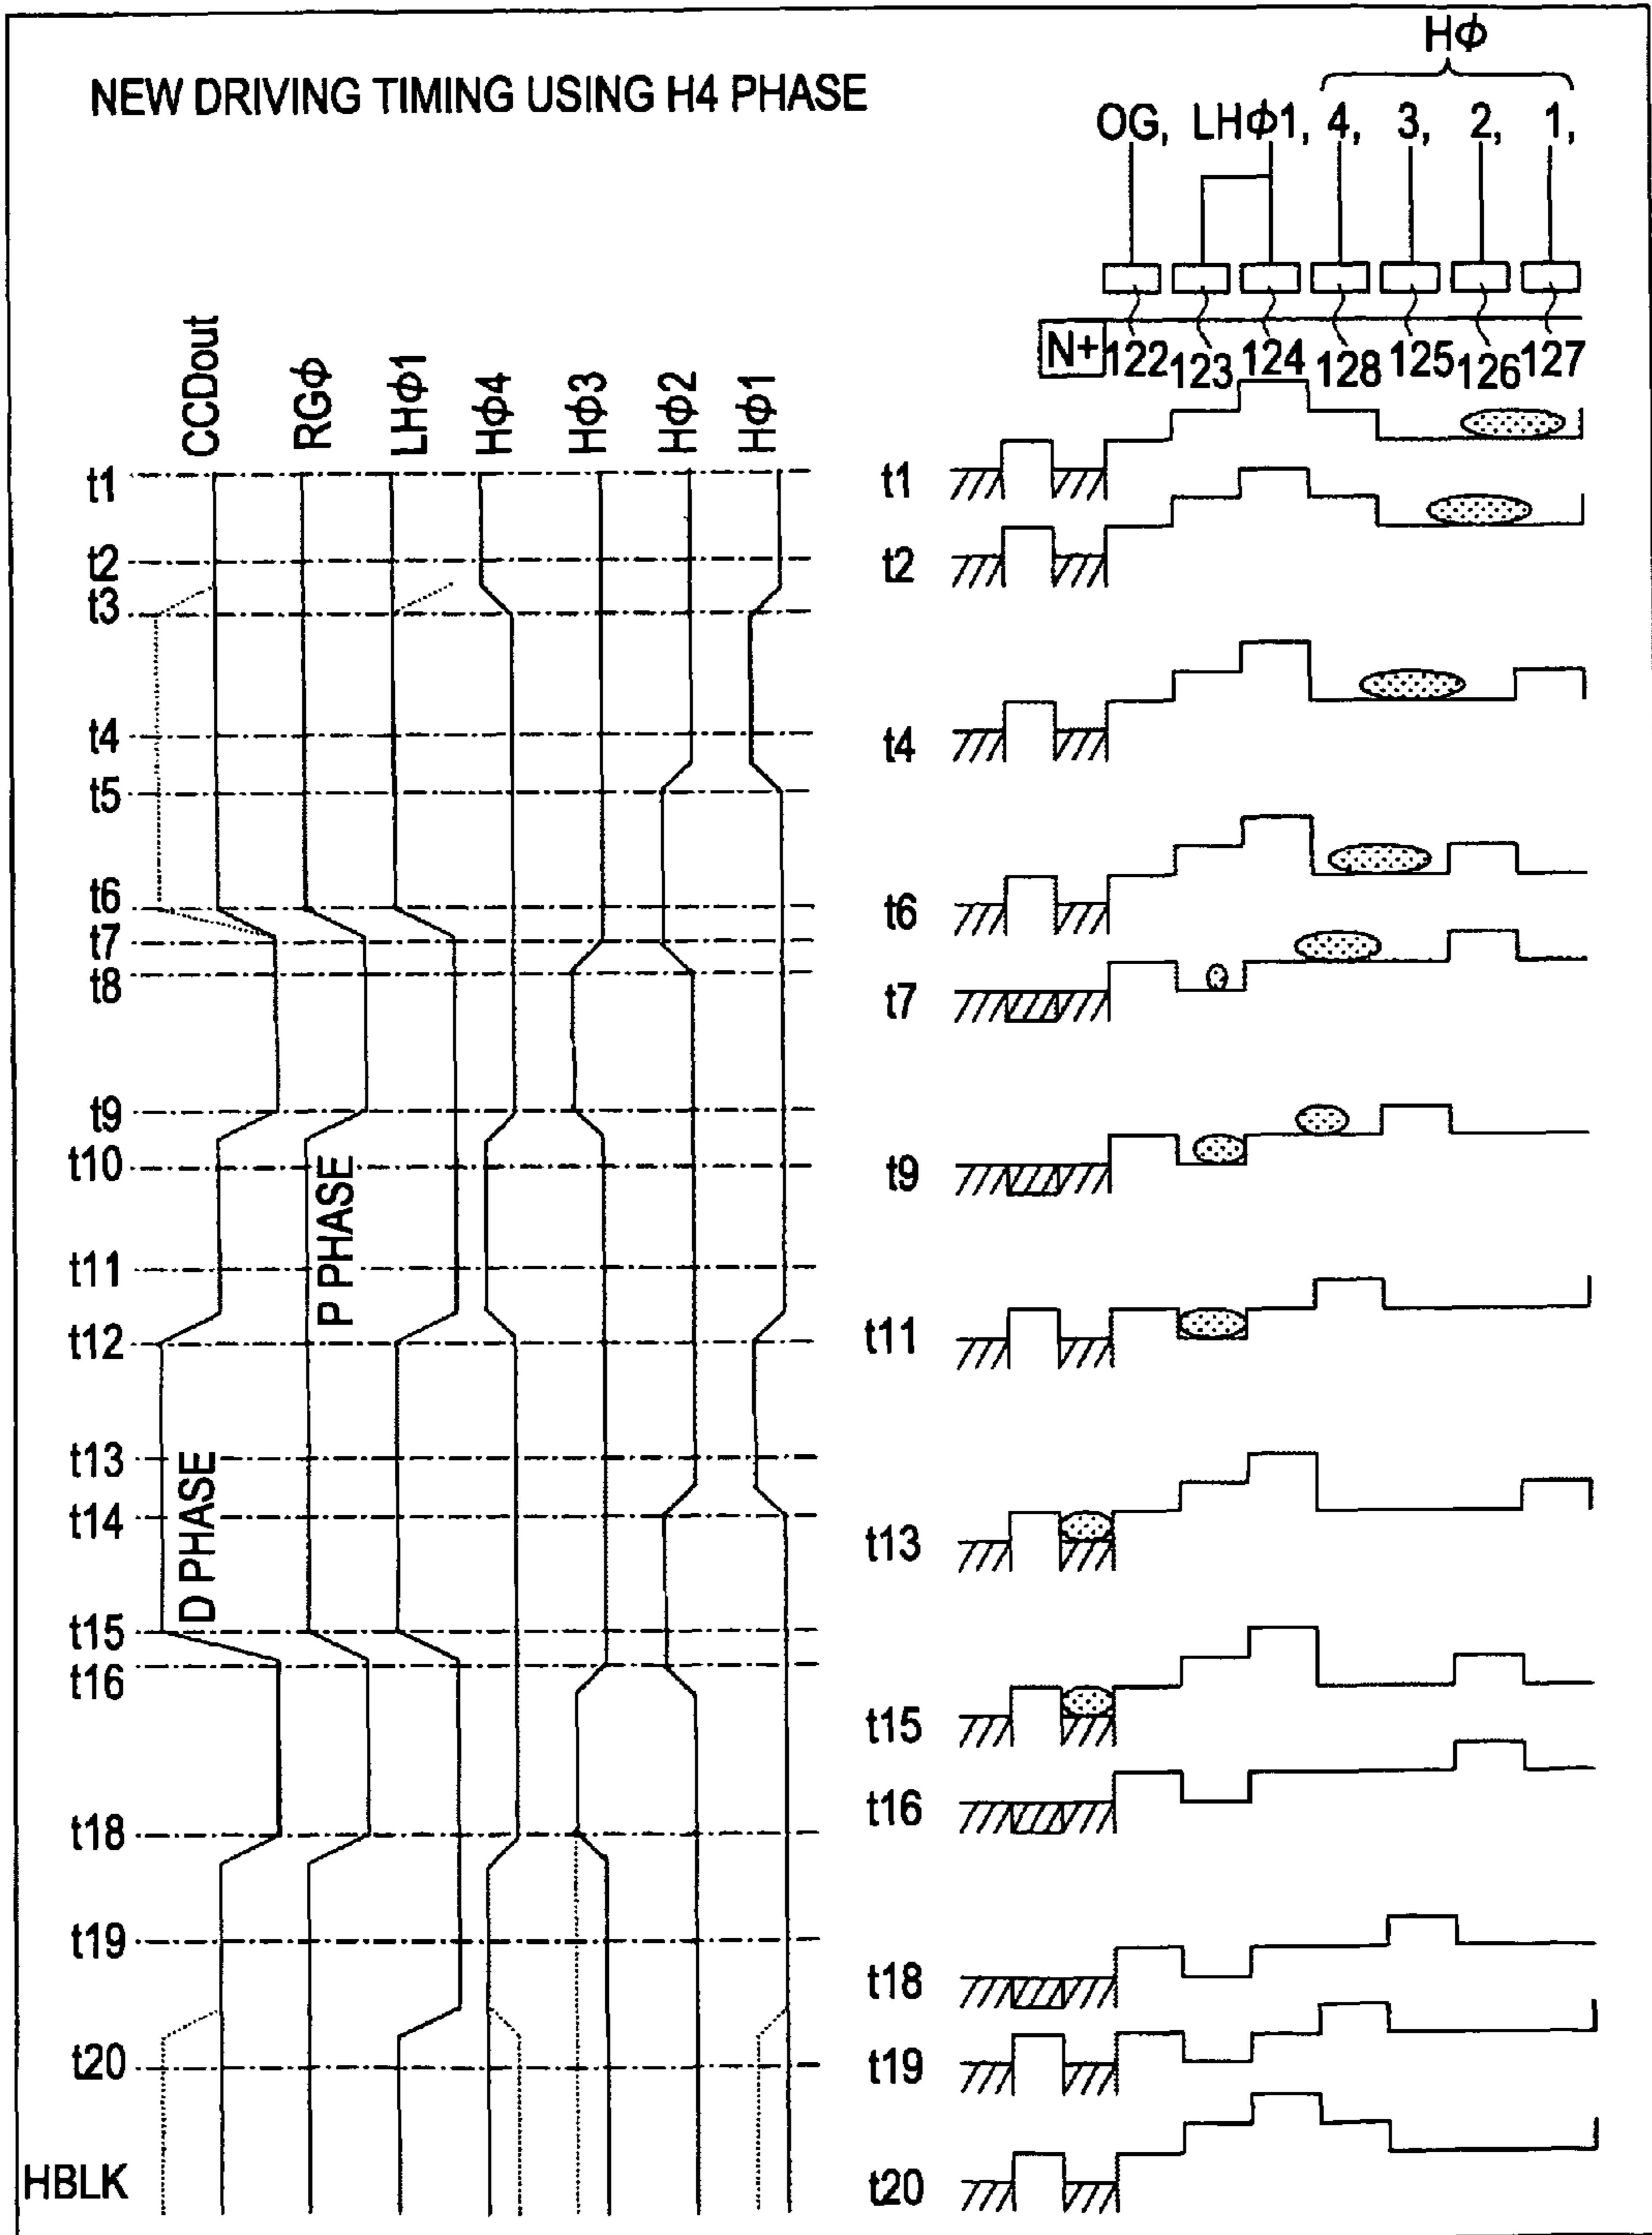 NEW DRIVING TIMING USING H4 PHASE
Hϕ
OG, LHϕ1, 4, 3, 2, 1,
N+ 122 123 124 128 125 126 127
CCDout
RGϕ
LHϕ1
Hϕ4
Hϕ3
Hϕ2
Hϕ1
t1
t2
t3
t4
t5
t6
t7
t8
t9
t10
t11
t12
t13
t14
t15
t16
t18
t19
t20
HBLK
P PHASE
D PHASE
t1
t2
t4
t6
t7
t9
t11
t13
t15
t16
t18
t19
t20